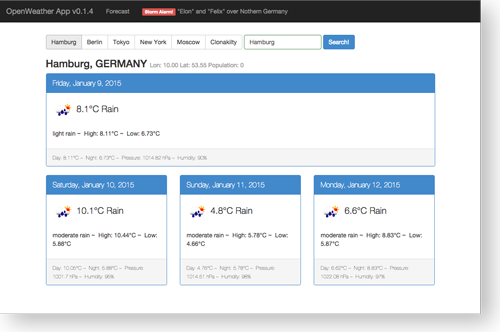 OpenWeather App v0.1.4 Forecast Storm Alarm! "Elon" and "Felix" over Nothern Germany
Hamburg Berlin Tokyo New York Moscow Clonakilty Hamburg Search!
Hamburg, GERMANY Lon: 10.00 Lat: 53.55 Population: 0
Friday, January 9, 2015
8.1°C Rain
light rain ~ High: 8.11°C ~ Low: 6.73°C
Day: 8.11°C ~ Night: 6.73°C ~ Pressure: 1014.82 hPa ~ Humidity: 90%
Saturday, January 10, 2015
10.1°C Rain
moderate rain ~ High: 10.44°C ~ Low:
5.88°C
Day: 10.06°C ~ Night: 5.88°C ~ Pressure:
1001.7 hPa ~ Humidity: 96%
Sunday, January 11, 2015
4.8°C Rain
moderate rain ~ High: 5.78°C ~ Low:
4.66°C
Day: 4.76°C ~ Night: 5.78°C ~ Pressure:
1014.51 hPa ~ Humidity: 98%
Monday, January 12, 2015
6.6°C Rain
moderate rain ~ High: 8.83°C ~ Low:
5.87°C
Day: 6.62°C ~ Night: 8.83°C ~ Pressure:
1022.08 hPa ~ Humidity: 97%